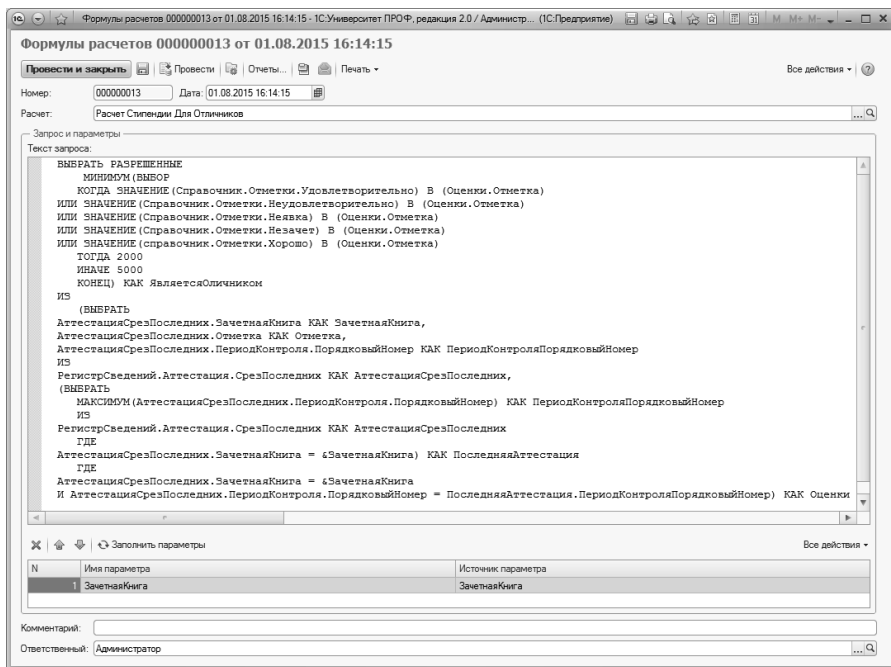 Формулы расчетов 000000013 от 01.08.2015 16:14:15 - 1С:Университет ПРОФ, редакция 2.0 / Администр... (1С:Предприятие) M M+ M-
Формулы расчетов 000000013 от 01.08.2015 16:14:15
Провести и закрыть Провести Отчеты... Печать Все действия
Номер: 000000013 Дата: 01.08.2015 16:14:15
Расчет: Расчет Стипендии Для Отличников ...
Запрос и параметры
Текст запроса:
ВЫБРАТЬ РАЗРЕШЕННЫЕ
МИНИМУМ(ВЫБОР
КОГДА ЗНАЧЕНИЕ(Справочник.Отметки.Удовлетворительно) В (Оценки.Отметка)
ИЛИ ЗНАЧЕНИЕ(Справочник.Отметки.Неудовлетворительно) В (Оценки.Отметка)
ИЛИ ЗНАЧЕНИЕ(Справочник.Отметки.Неявка) В (Оценки.Отметка)
ИЛИ ЗНАЧЕНИЕ(Справочник.Отметки.Незачет) В (Оценки.Отметка)
ИЛИ ЗНАЧЕНИЕ(справочник.Отметки.Хорошо) В (Оценки.Отметка)
ТОГДА 2000
ИНАЧЕ 5000
КОНЕЦ) КАК ЯвляетсяОличником
ИЗ
(ВЫБРАТЬ
АттестацияСрезПоследних.ЗачетнаяКнига КАК ЗачетнаяКнига,
АттестацияСрезПоследних.Отметка КАК Отметка,
АттестацияСрезПоследних.ПериодКонтроля.ПорядковыйНомер КАК ПериодКонтроляПорядковыйНомер
ИЗ
РегистрСведений.Аттестация.СрезПоследних КАК АттестацияСрезПоследних,
(ВЫБРАТЬ
МАКСИМУМ(АттестацияСрезПоследних.ПериодКонтроля.ПорядковыйНомер) КАК ПериодКонтроляПорядковыйНомер
ИЗ
РегистрСведений.Аттестация.СрезПоследних КАК АттестацияСрезПоследних
ГДЕ
АттестацияСрезПоследних.ЗачетнаяКнига = &ЗачетнаяКнига) КАК ПоследняяАттестация
ГДЕ
АттестацияСрезПоследних.ЗачетнаяКнига = &ЗачетнаяКнига
И АттестацияСрезПоследних.ПериодКонтроля.ПорядковыйНомер = ПоследняяАттестация.ПериодКонтроляПорядковыйНомер) КАК Оценки
Заполнить параметры Все действия
N Имя параметра Источник параметра
1 ЗачетнаяКнига ЗачетнаяКнига
Комментарий:
Ответственный: Администратор ...